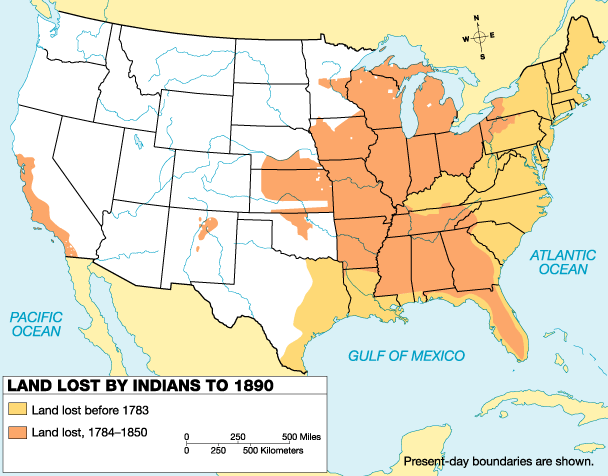 N
W E
S
ATLANTIC
OCEAN
PACIFIC
OCEAN
GULF OF MEXICO
LAND LOST BY INDIANS TO 1890
Land lost before 1783
Land lost, 1784–1850
0 250 500 Miles
0 250 500 Kilometers
Present-day boundaries are shown.